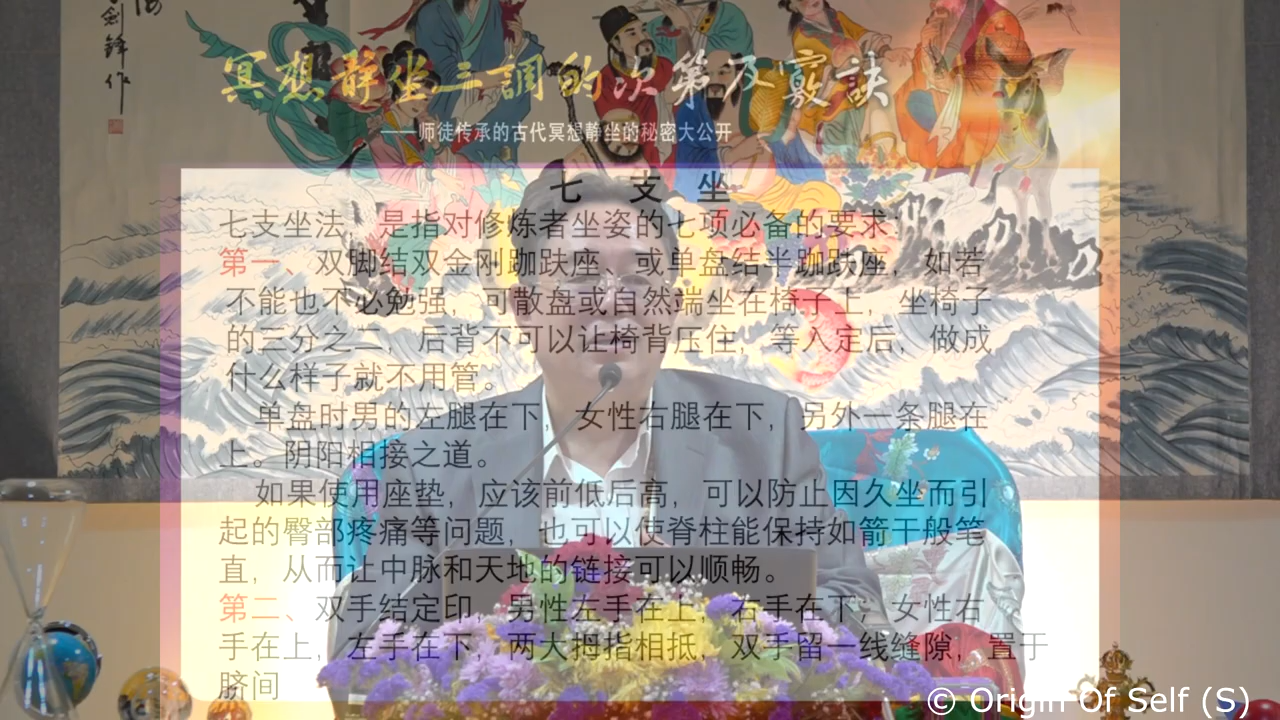 剑锋作
冥想静坐三調的次第及竅訣
——师徒传承的古代冥想静坐的秘密大公开
七 支 坐
七支坐法，是指对修炼者坐姿的七项必备的要求：
第一、双脚结双金刚跏趺座、或单盘结半跏趺座，如若
不能也不必勉强，可散盘或自然端坐在椅子上，坐椅子
的三分之二，后背不可以让椅背压住，等入定后，做成
什么样子就不用管。
单盘时男的左腿在下，女性右腿在下，另外一条腿在
上。阴阳相接之道。
如果使用座垫，应该前低后高，可以防止因久坐而引
起的臀部疼痛等问题，也可以使脊柱能保持如箭干般笔
直，从而让中脉和天地的链接可以顺畅。
第二、双手结定印，男性左手在上，右手在下；女性右
手在上，左手在下，两大拇指相抵，双手留一线缝隙，置于
脐间
© Origin Of Self (S)